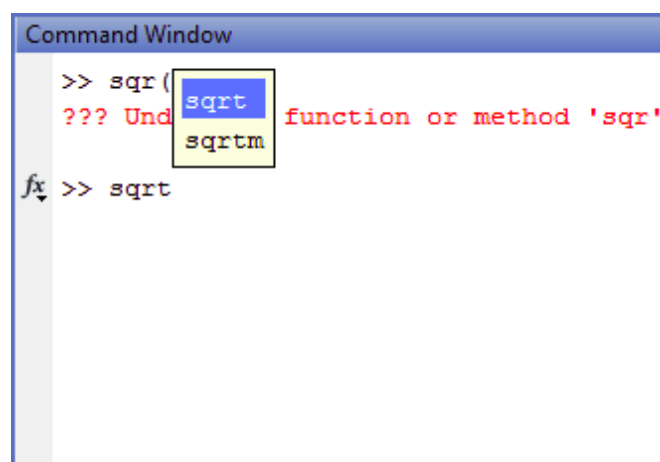 Command Window
>> sqr(
sqrt
??? Und function or method 'sqr'
sqrtm
fx >> sqrt